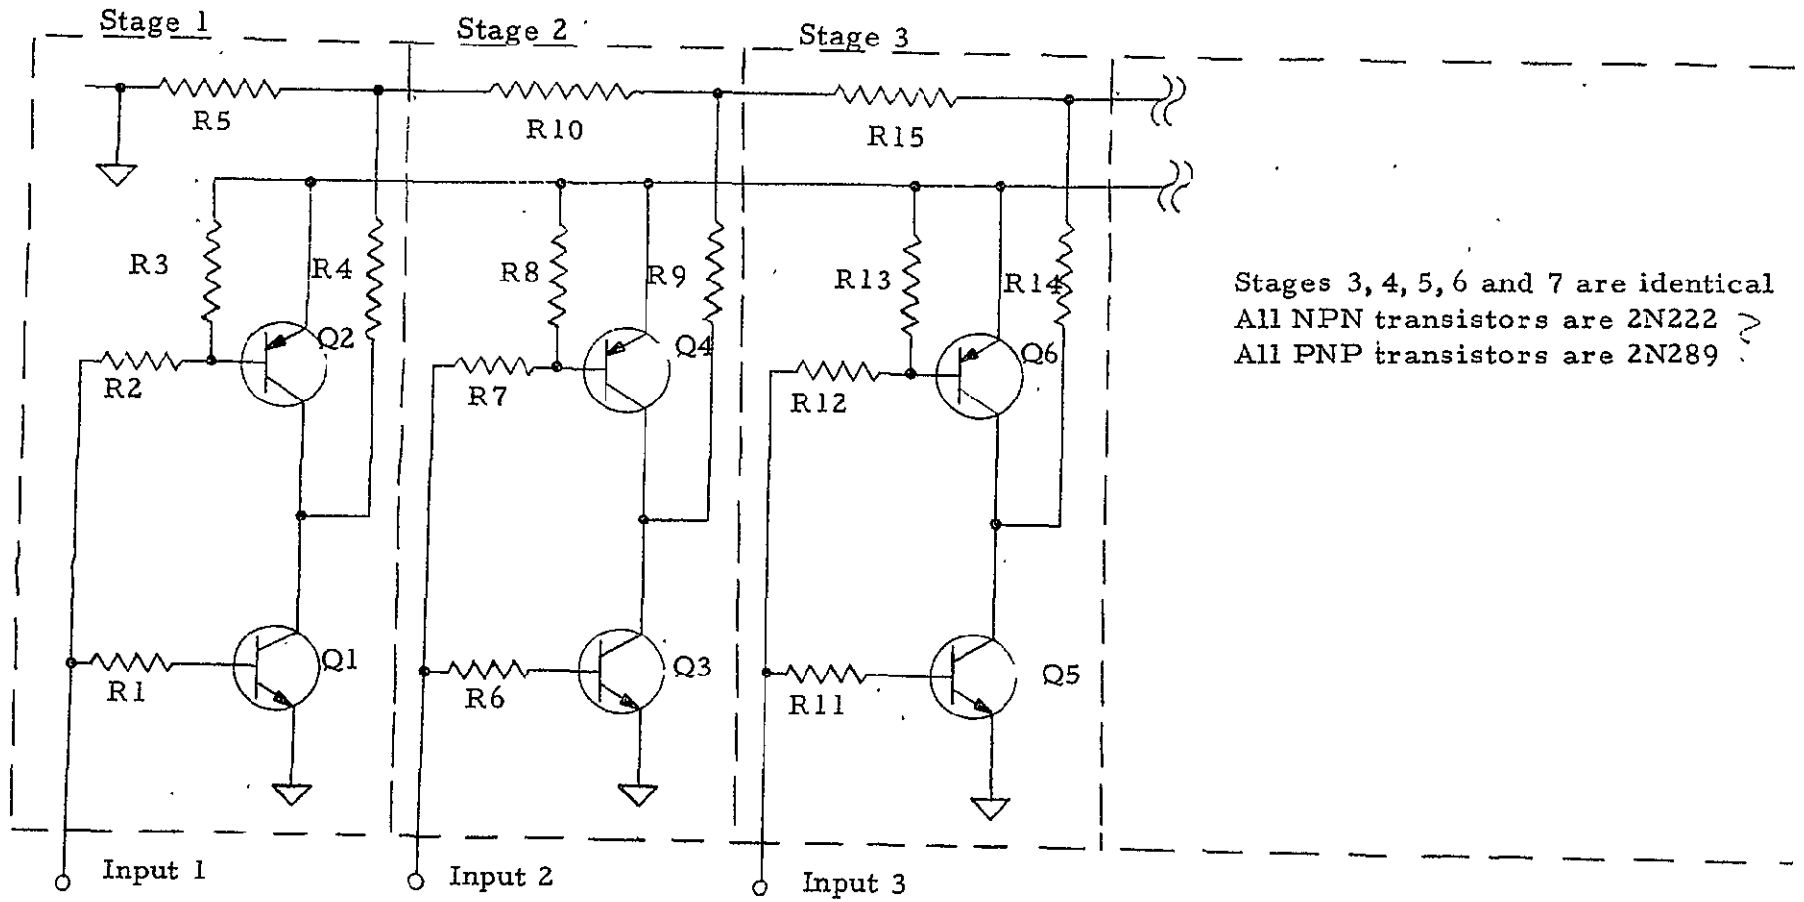 Stage 1
Stage 2
Stage 3
R5
R10
R15
R3
R4
R8
R9
R13
R14
Q2
Q4
Q6
R2
R7
R12
Stages 3, 4, 5, 6 and 7 are identical
All NPN transistors are 2N222 ?
All PNP transistors are 2N289 ?
Q1
Q3
Q5
R1
R6
R11
Input 1
Input 2
Input 3